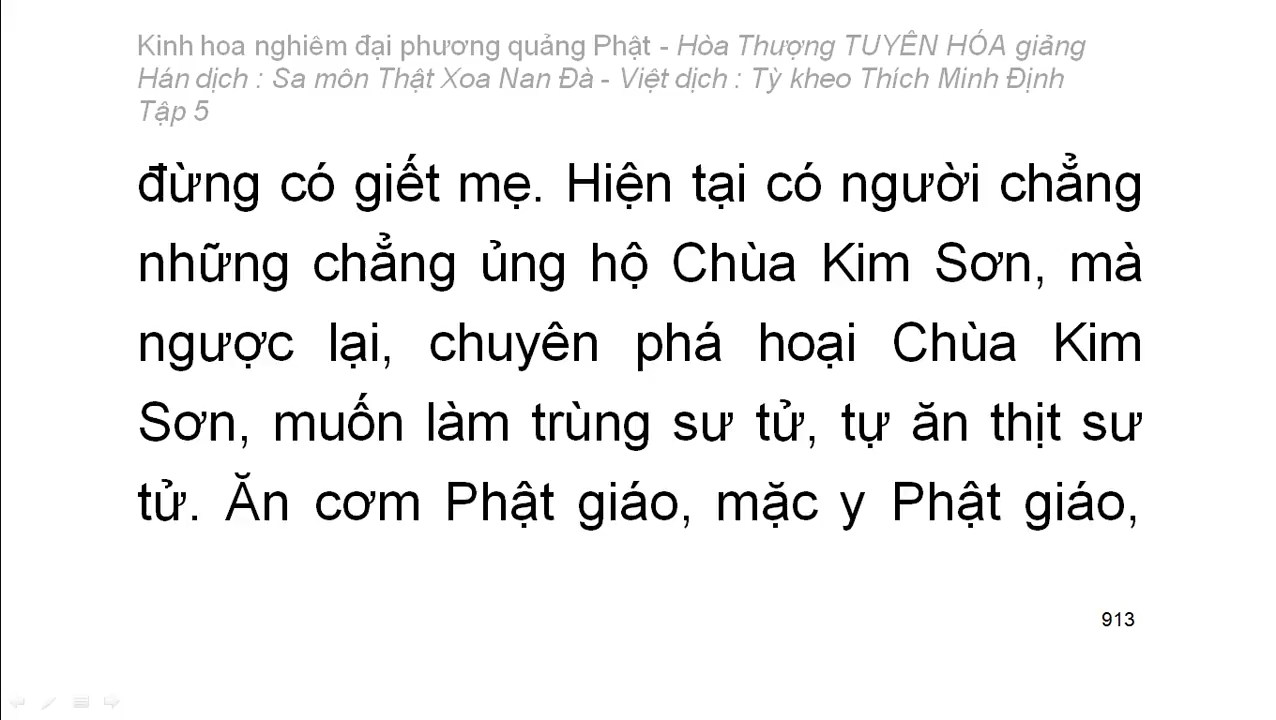 Kinh hoa nghiêm đại phương quảng Phật - Hòa Thượng TUYÊN HÓA giảng
Hán dịch : Sa môn Thật Xoa Nan Đà - Việt dịch : Tỳ kheo Thích Minh Định
Tập 5
đừng có giết mẹ. Hiện tại có người chẳng
những chẳng ủng hộ Chùa Kim Sơn, mà
ngược lại, chuyên phá hoại Chùa Kim
Sơn, muốn làm trùng sư tử, tự ăn thịt sư
tử. Ăn cơm Phật giáo, mặc y Phật giáo,
913